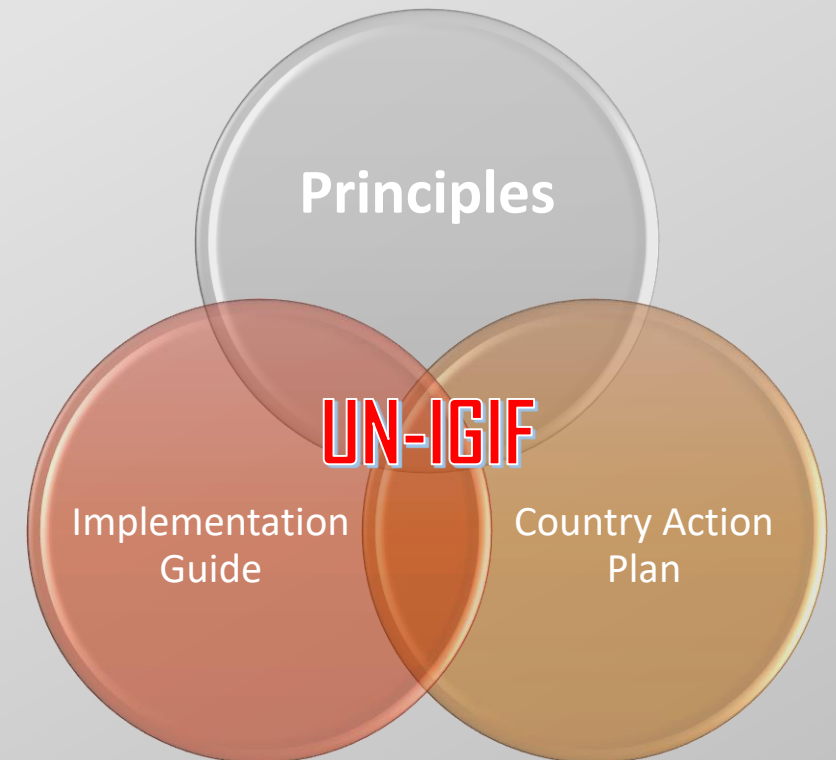 Principles
UN-IGIF
Implementation
Guide
Country Action
Plan